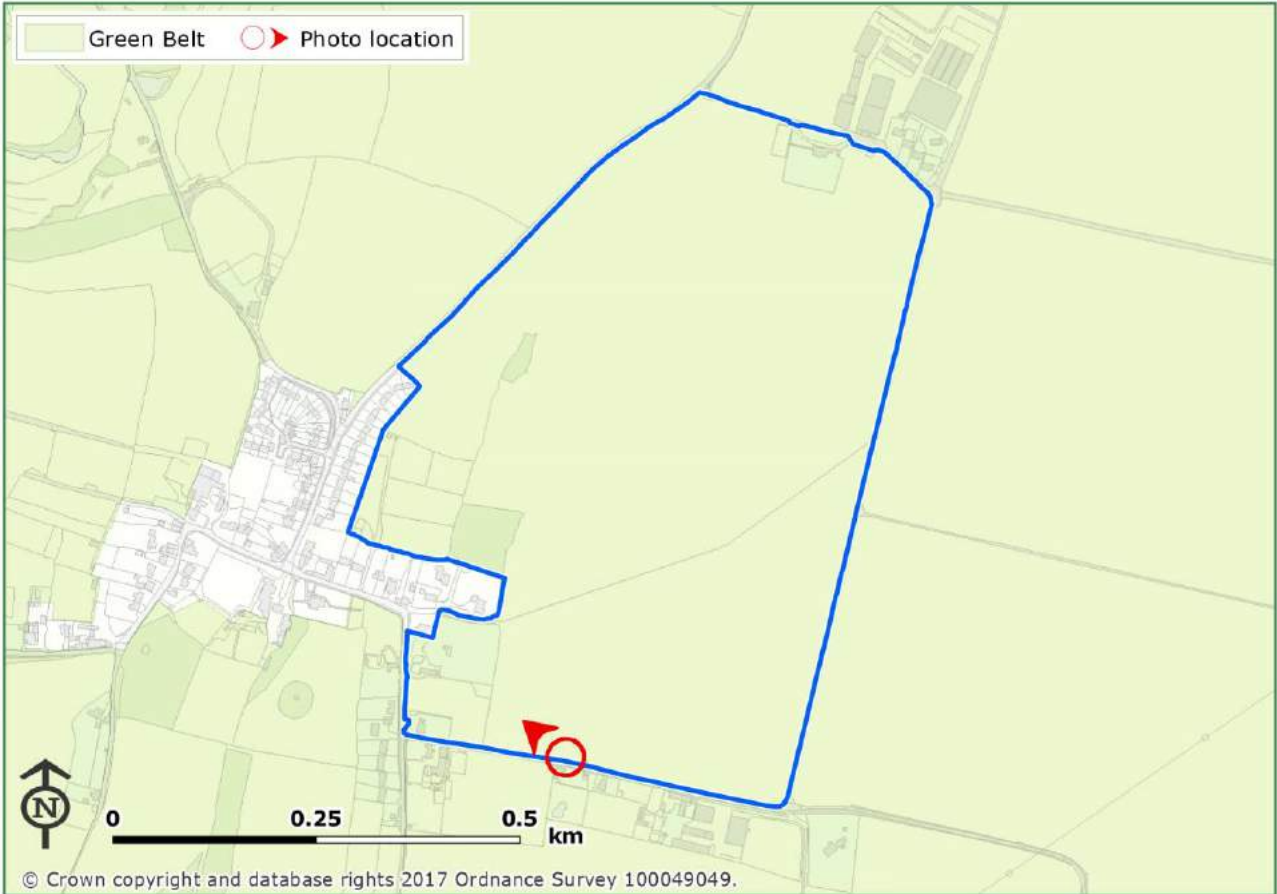 Green Belt Photo location
N
0 0.25 0.5
km
© Crown copyright and database rights 2017 Ordnance Survey 100049049.